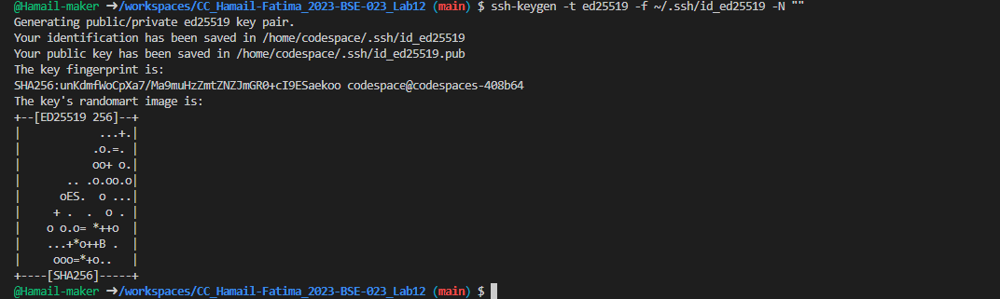 @Hamail-maker ➜/workspaces/CC_Hamail-Fatima_2023-BSE-023_Lab12 (main) $ ssh-keygen -t ed25519 -f ~/.ssh/id_ed25519 -N ""
Generating public/private ed25519 key pair.
Your identification has been saved in /home/codespace/.ssh/id_ed25519
Your public key has been saved in /home/codespace/.ssh/id_ed25519.pub
The key fingerprint is:
SHA256:unKdmfWoCpXa7/Ma9muHzZmtZNZJmGR0+cI9ESaekoo codespace@codespaces-408b64
The key's randomart image is:
+--[ED25519 256]--+
|            ...+.|
|           .o.=. |
|           oo+ o.|
|       .. .o.oo.o|
|      oES.  o ...|
|     + .  .  o . |
|    o o.o= *++o  |
|    ...+*o++B .  |
|     ooo=*+o..   |
+----[SHA256]-----+
@Hamail-maker ➜/workspaces/CC_Hamail-Fatima_2023-BSE-023_Lab12 (main) $